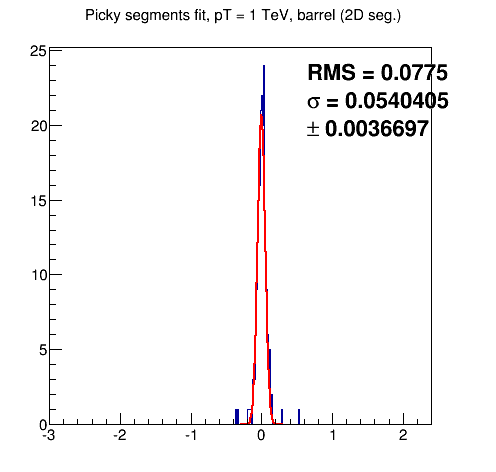 Picky segments fit, pT = 1 TeV, barrel (2D seg.)
RMS = 0.0775
σ = 0.0540405
± 0.0036697
25
20
15
10
5
0
-3 -2 -1 0 1 2